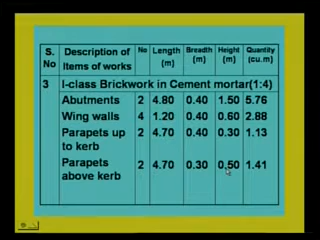 S. No Description of Items of works No Length (m) Breadth (m) Height (m) Quantity (cu.m)
3 I-class Brickwork in Cement mortar(1:4)
Abutments 2 4.80 0.40 1.50 5.76
Wing walls 4 1.20 0.40 0.60 2.88
Parapets up to kerb 2 4.70 0.40 0.30 1.13
Parapets above kerb 2 4.70 0.30 0.50 1.41